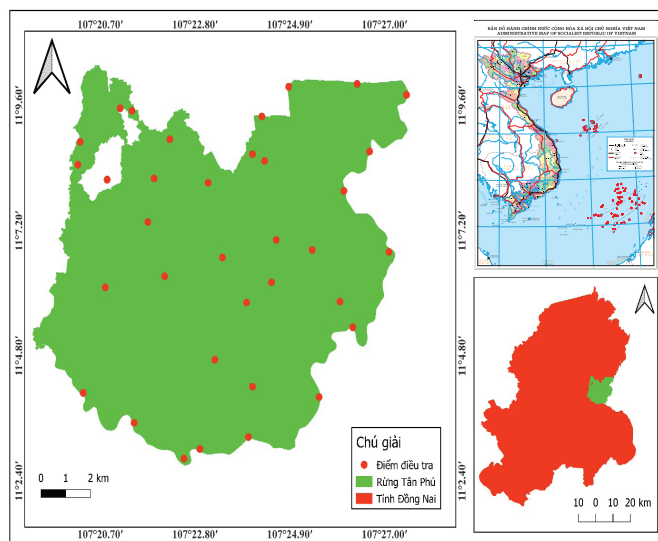 107°20.70′ 107°22.80′ 107°24.90′ 107°27.00′
BẢN ĐỒ HÀNH CHÍNH NƯỚC CỘNG HÒA XÃ HỘI CHỦ NGHĨA VIỆT NAM
ADMINISTRATIVE MAP OF SOCIALIST REPUBLIC OF VIETNAM
11°9.60′ 11°9.60′
11°7.20′ 11°7.20′
11°4.80′ 11°4.80′
11°2.40′ 11°2.40′
Chú giải
Điểm điều tra
Rừng Tân Phú
Tỉnh Đồng Nai
0 1 2 km
10 0 10 20 km
107°20.70′ 107°22.80′ 107°24.90′ 107°27.00′